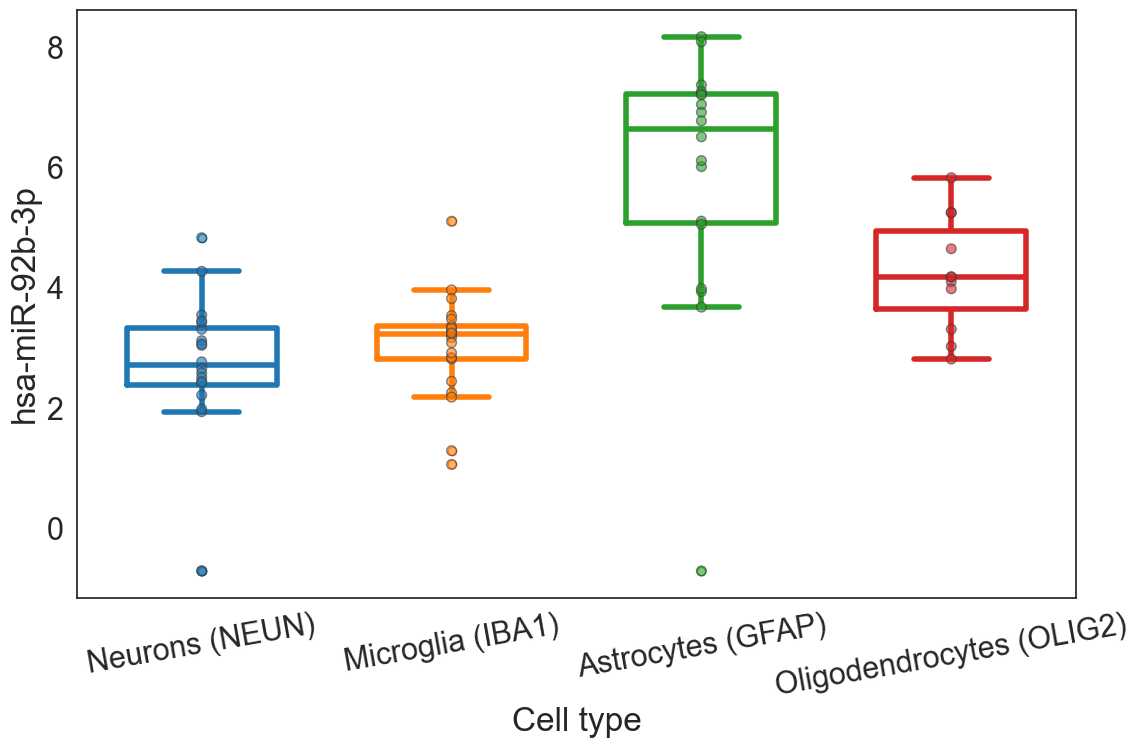 hsa-miR-92b-3p
8
6
4
2
0
Neurons (NEUN)
Microglia (IBA1)
Astrocytes (GFAP)
Oligodendrocytes (OLIG2)
Cell type